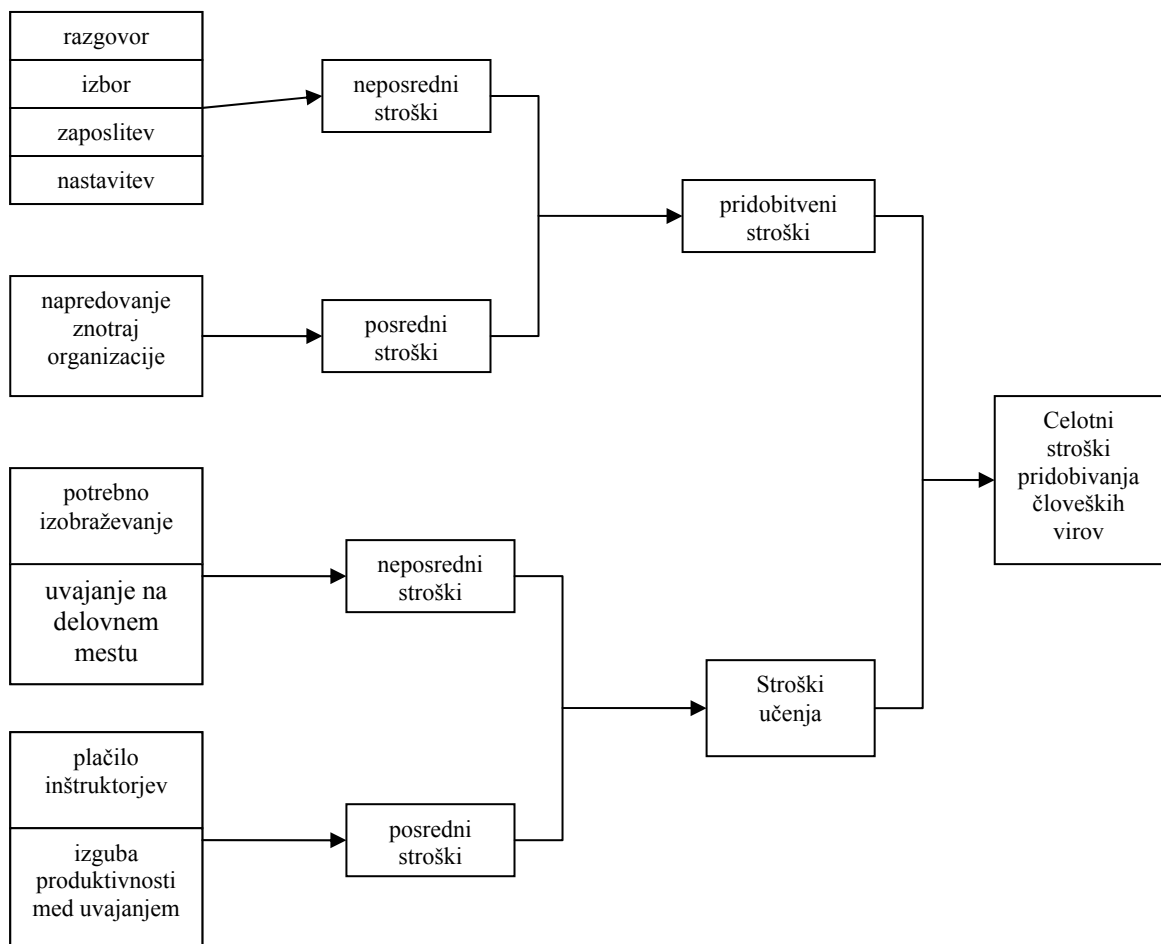 razgovor
izbor
zaposlitev
nastavitev
neposredni
stroški
napredovanje
znotraj
organizacije
posredni
stroški
pridobitveni
stroški
potrebno
izobraževanje
uvajanje na
delovnem
mestu
neposredni
stroški
plačilo
inštruktorjev
izguba
produktivnosti
med uvajanjem
posredni
stroški
Stroški
učenja
Celotni
stroški
pridobivanja
človeških
virov